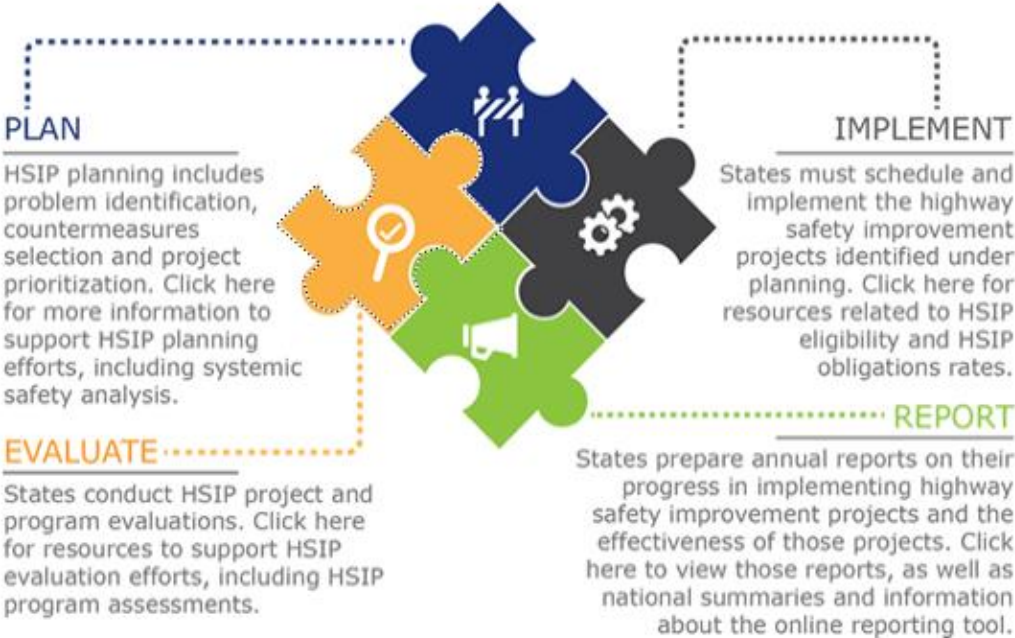 PLAN
HSIP planning includes
problem identification,
countermeasures
selection and project
prioritization. Click here
for more information to
support HSIP planning
efforts, including systemic
safety analysis.
IMPLEMENT
States must schedule and
implement the highway
safety improvement
projects identified under
planning. Click here for
resources related to HSIP
eligibility and HSIP
obligations rates.
EVALUATE
States conduct HSIP project and
program evaluations. Click here
for resources to support HSIP
evaluation efforts, including HSIP
program assessments.
REPORT
States prepare annual reports on their
progress in implementing highway
safety improvement projects and the
effectiveness of those projects. Click
here to view those reports, as well as
national summaries and information
about the online reporting tool.